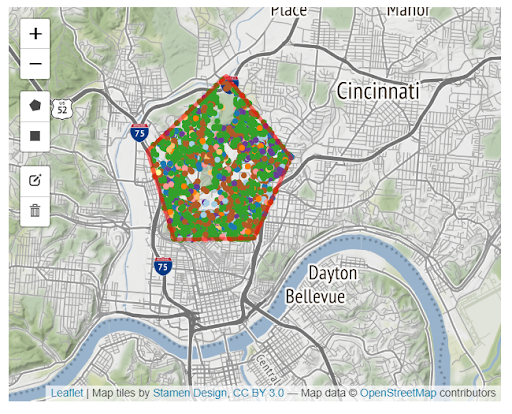 Place
Manor
+
−
US
52
Cincinnati
75
75
Dayton
Bellevue
Central
Leaflet | Map tiles by Stamen Design, CC BY 3.0 — Map data © OpenStreetMap contributors